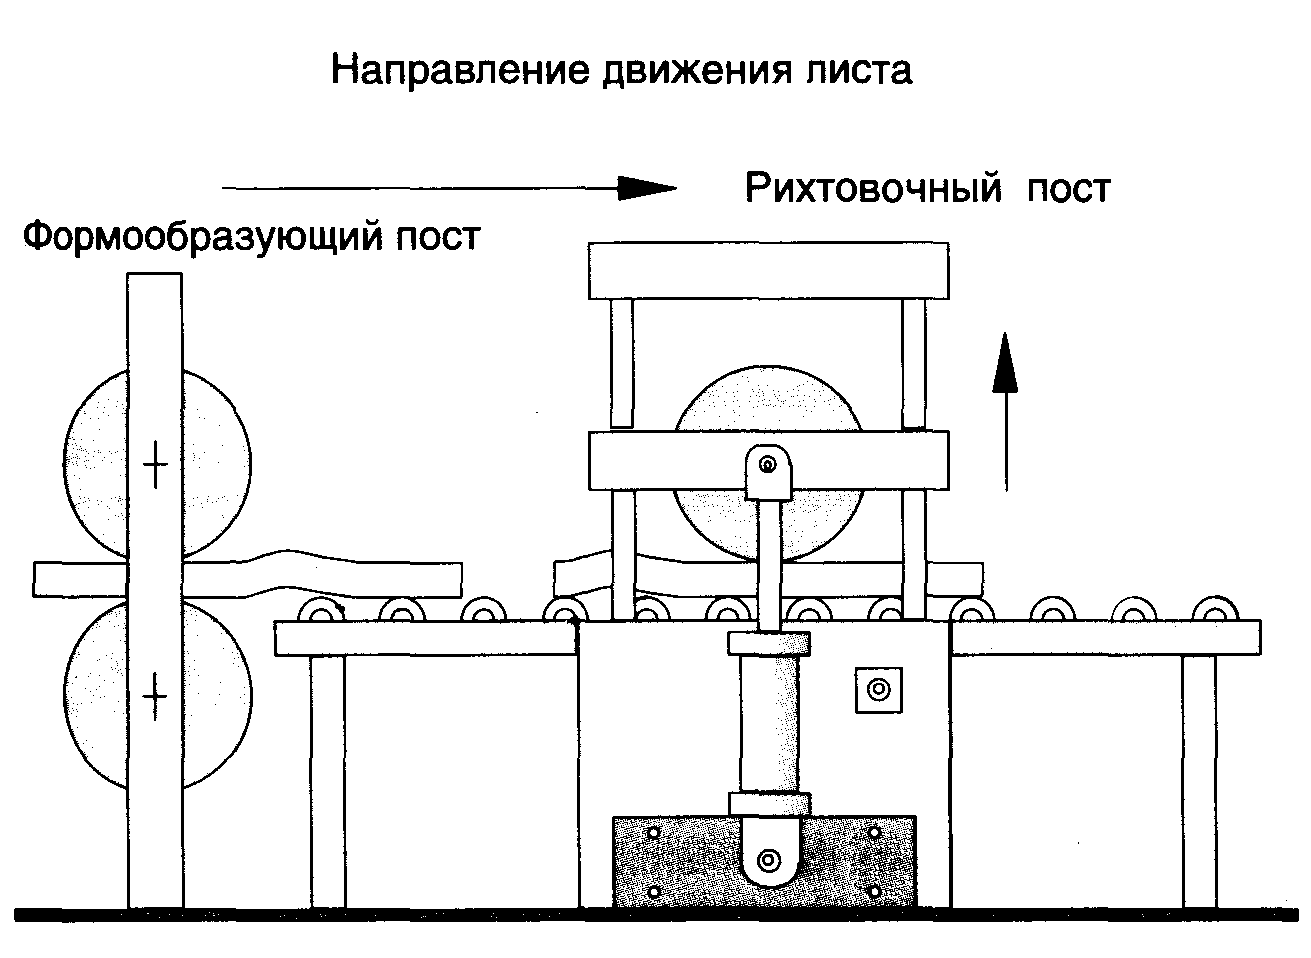 Направление движения листа
Рихтовочный пост
Формообразующий пост